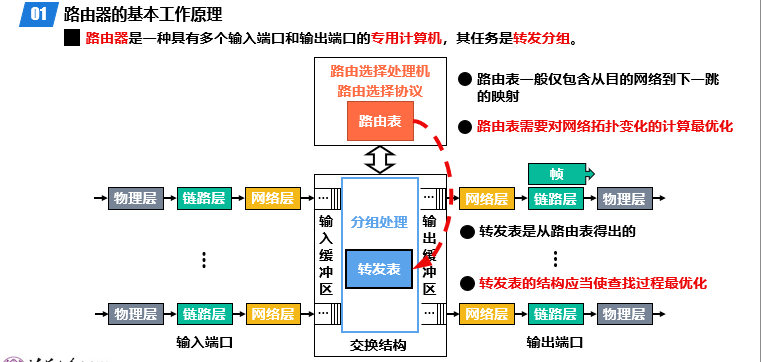 01 路由器的基本工作原理
路由器是一种具有多个输入端口和输出端口的专用计算机，其任务是转发分组。
路由选择处理机
路由选择协议
路由表
路由表一般仅包含从目的网络到下一跳
的映射
路由表需要对网络拓扑变化的计算最优化
帧
物理层 链路层 网络层 … … 网络层 链路层 物理层
输入缓冲区
分组处理
转发表
输出缓冲区
转发表是从路由表得出的
转发表的结构应当使查找过程最优化
… …
物理层 链路层 网络层 … … 网络层 链路层 物理层
输入端口 交换结构 输出端口